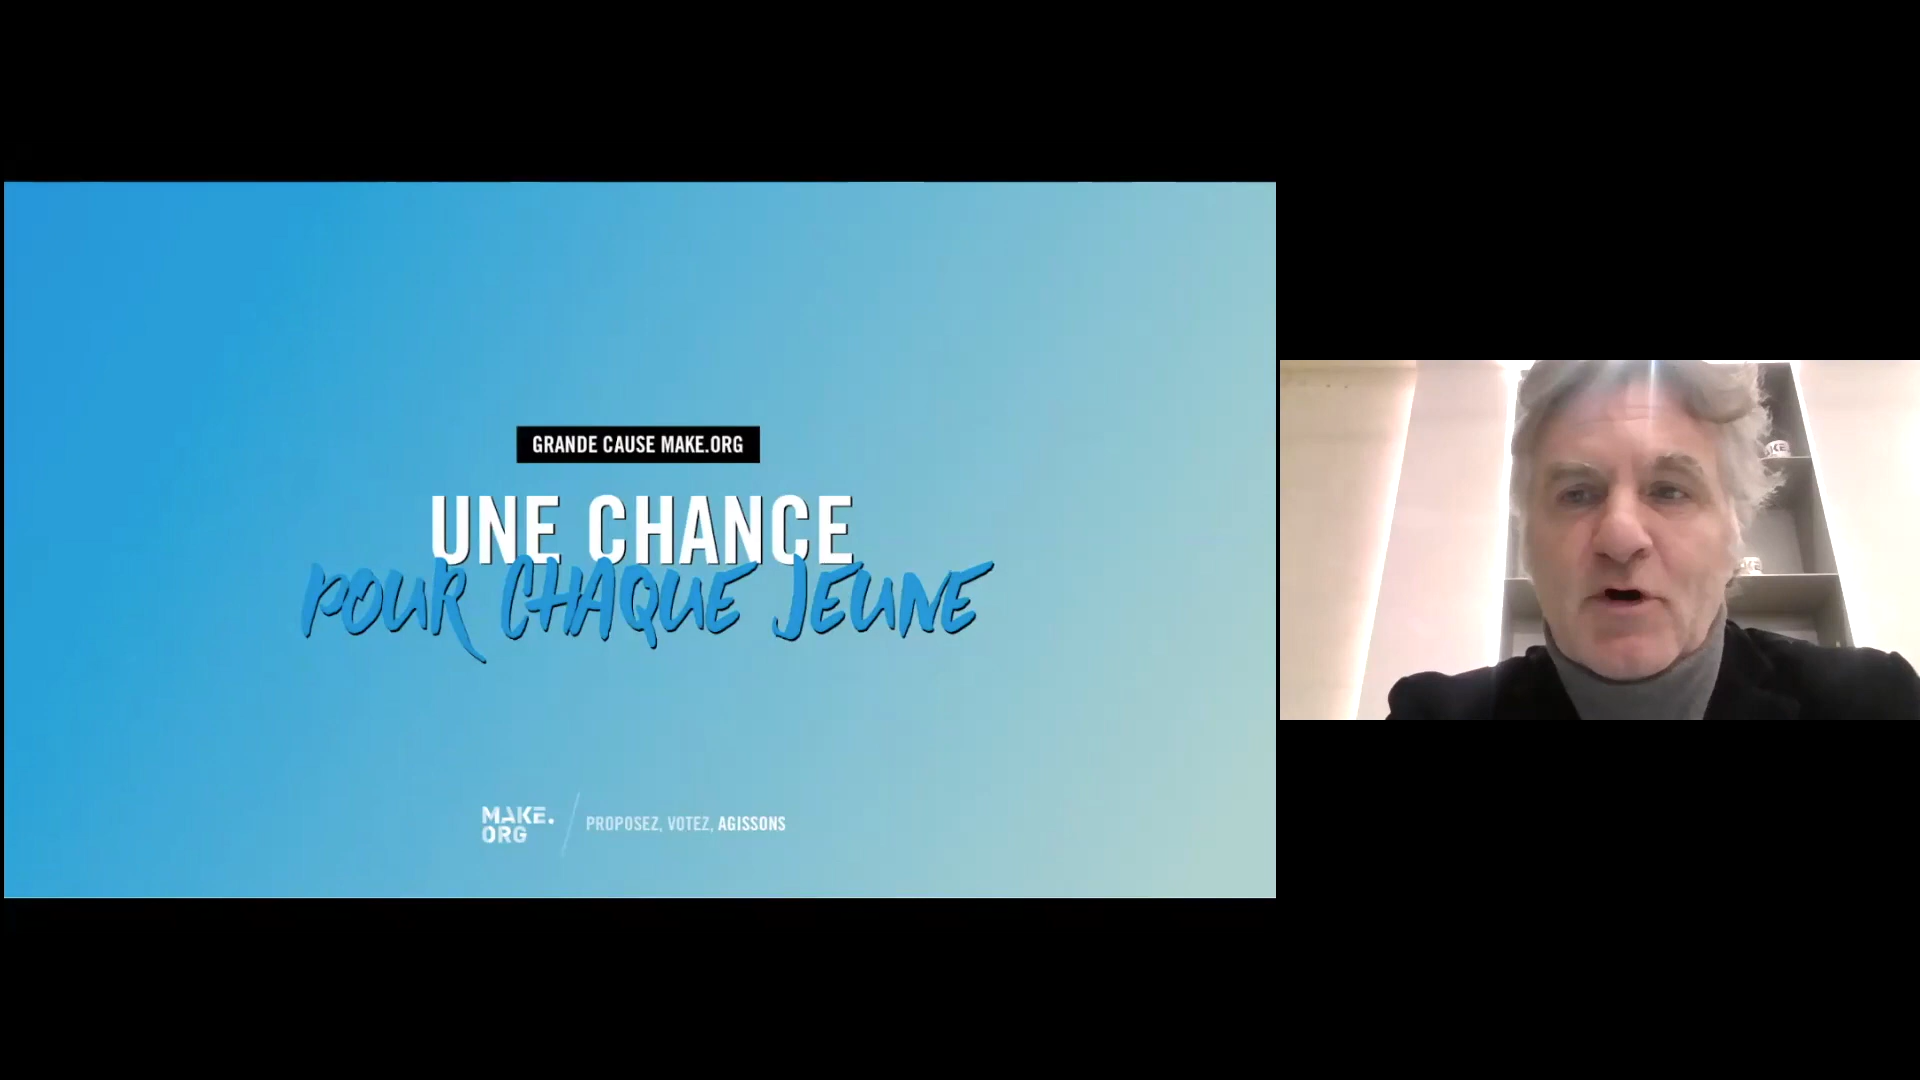 GRANDE CAUSE MAKE.ORG
UNE CHANCE
POUR CHAQUE JEUNE
MAKE.
ORG
PROPOSEZ, VOTEZ, AGISSONS